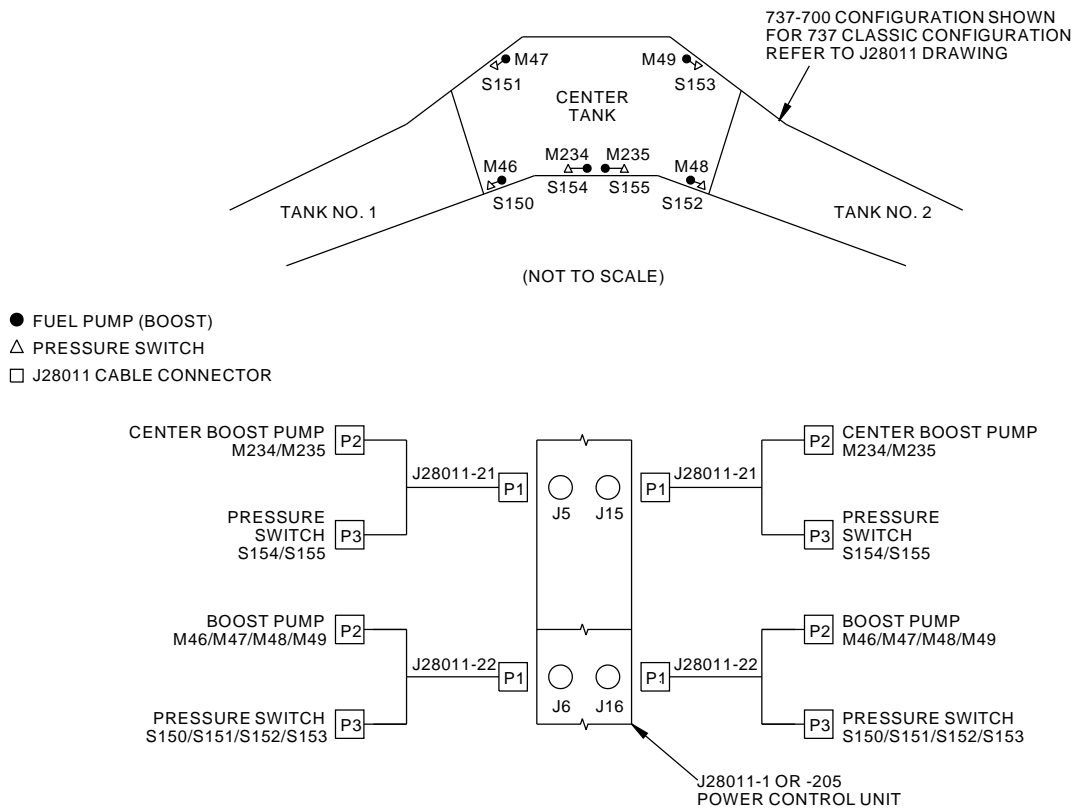 737-700 CONFIGURATION SHOWN
FOR 737 CLASSIC CONFIGURATION
REFER TO J28011 DRAWING
M47
M49
S151
S153
CENTER
TANK
M234
M235
M46
M48
S154
S155
S150
S152
TANK NO. 1
TANK NO. 2
(NOT TO SCALE)
FUEL PUMP (BOOST)
PRESSURE SWITCH
J28011 CABLE CONNECTOR
CENTER BOOST PUMP
M234/M235
P2
J28011-21
P1
PRESSURE
SWITCH
S154/S155
P3
J5
J15
P1
J28011-21
P2
CENTER BOOST PUMP
M234/M235
P3
PRESSURE
SWITCH
S154/S155
BOOST PUMP
M46/M47/M48/M49
P2
J28011-22
P1
PRESSURE SWITCH
S150/S151/S152/S153
P3
J6
J16
P1
J28011-22
P2
BOOST PUMP
M46/M47/M48/M49
P3
PRESSURE SWITCH
S150/S151/S152/S153
J28011-1 OR -205
POWER CONTROL UNIT